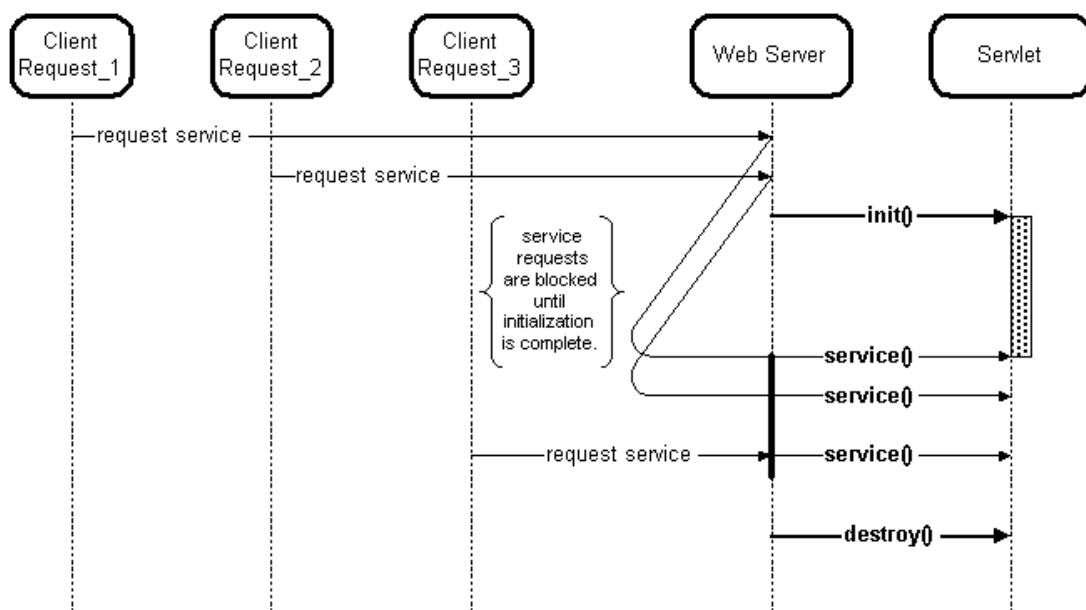 Client
Request_1
Client
Request_2
Client
Request_3
Web Server
Servlet
request service
request service
init()
service
requests
are blocked
until
initialization
is complete.
service()
service()
request service
service()
destroy()